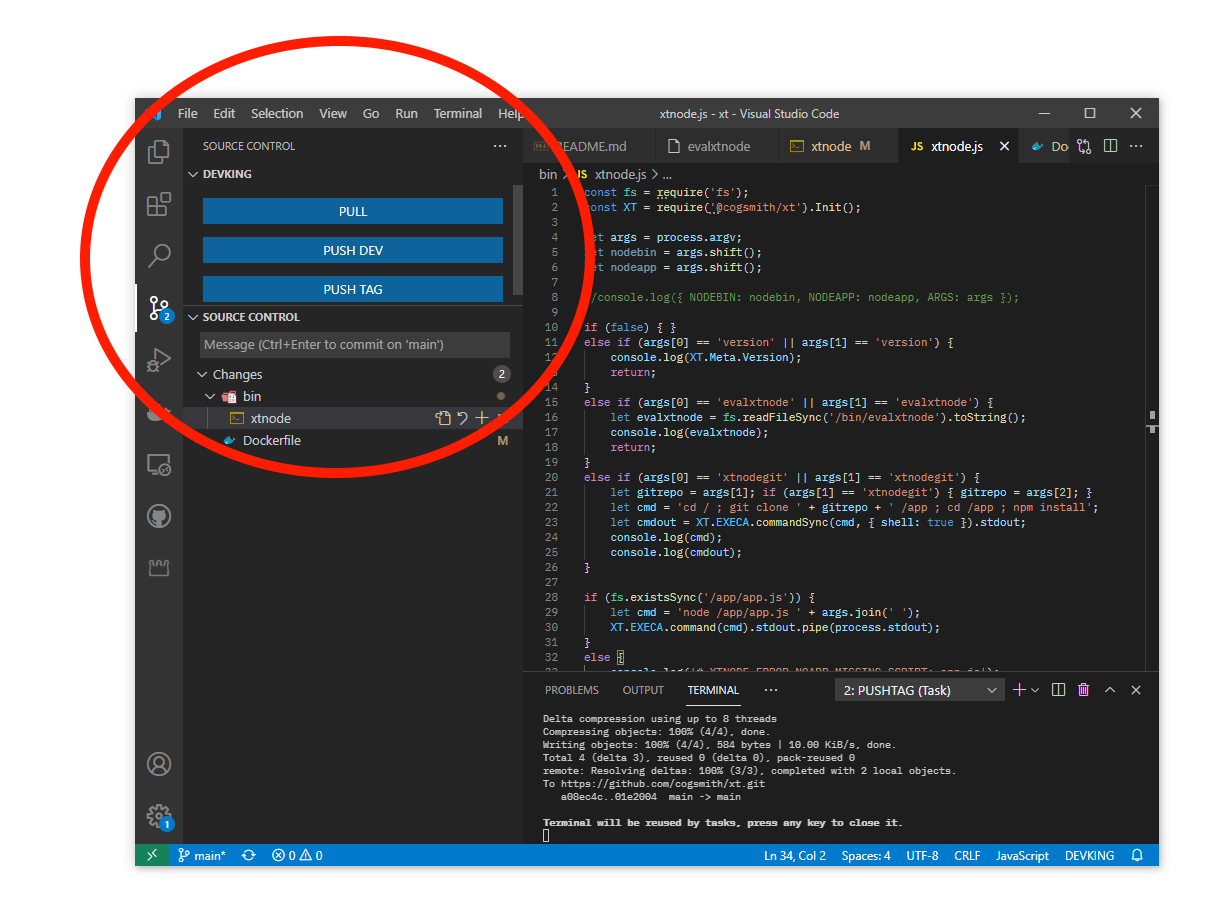 File Edit Selection View Go Run Terminal Help
xtnode.js - xt - Visual Studio Code
SOURCE CONTROL
DEVKING
PULL
PUSH DEV
PUSH TAG
SOURCE CONTROL
Message (Ctrl+Enter to commit on 'main')
Changes 2
bin
xtnode
Dockerfile M
2
1
README.md evalxtnode xtnode M JS xtnode.js Do
bin > JS xtnode.js > ...
1 const fs = require('fs');
2 const XT = require('@cogsmith/xt').Init();
3
4 let args = process.argv;
5 let nodebin = args.shift();
6 let nodeapp = args.shift();
7
8 //console.log({ NODEBIN: nodebin, NODEAPP: nodeapp, ARGS: args });
9
10 if (false) { }
11 else if (args[0] == 'version' || args[1] == 'version') {
12 console.log(XT.Meta.Version);
13 return;
14 }
15 else if (args[0] == 'evalxtnode' || args[1] == 'evalxtnode') {
16 let evalxtnode = fs.readFileSync('/bin/evalxtnode').toString();
17 console.log(evalxtnode);
18 return;
19 }
20 else if (args[0] == 'xtnodegit' || args[1] == 'xtnodegit') {
21 let gitrepo = args[1]; if (args[1] == 'xtnodegit') { gitrepo = args[2]; }
22 let cmd = 'cd / ; git clone ' + gitrepo + ' /app ; cd /app ; npm install';
23 let cmdout = XT.EXECA.commandSync(cmd, { shell: true }).stdout;
24 console.log(cmd);
25 console.log(cmdout);
26 }
27
28 if (fs.existsSync('/app/app.js')) {
29 let cmd = 'node /app/app.js ' + args.join(' ');
30 XT.EXECA.command(cmd).stdout.pipe(process.stdout);
31 }
32 else {
33 console.log('# XTNODE ERROR NOAPP MISSING SCRIPT: app.js');
PROBLEMS OUTPUT TERMINAL ... 2: PUSHTAG (Task)
Delta compression using up to 8 threads
Compressing objects: 100% (4/4), done.
Writing objects: 100% (4/4), 584 bytes | 10.00 KiB/s, done.
Total 4 (delta 3), reused 0 (delta 0), pack-reused 0
remote: Resolving deltas: 100% (3/3), completed with 2 local objects.
To https://github.com/cogsmith/xt.git
a08ec4c..01e2004 main -> main
Terminal will be reused by tasks, press any key to close it.
main* 0 0 Ln 34, Col 2 Spaces: 4 UTF-8 CRLF JavaScript DEVKING